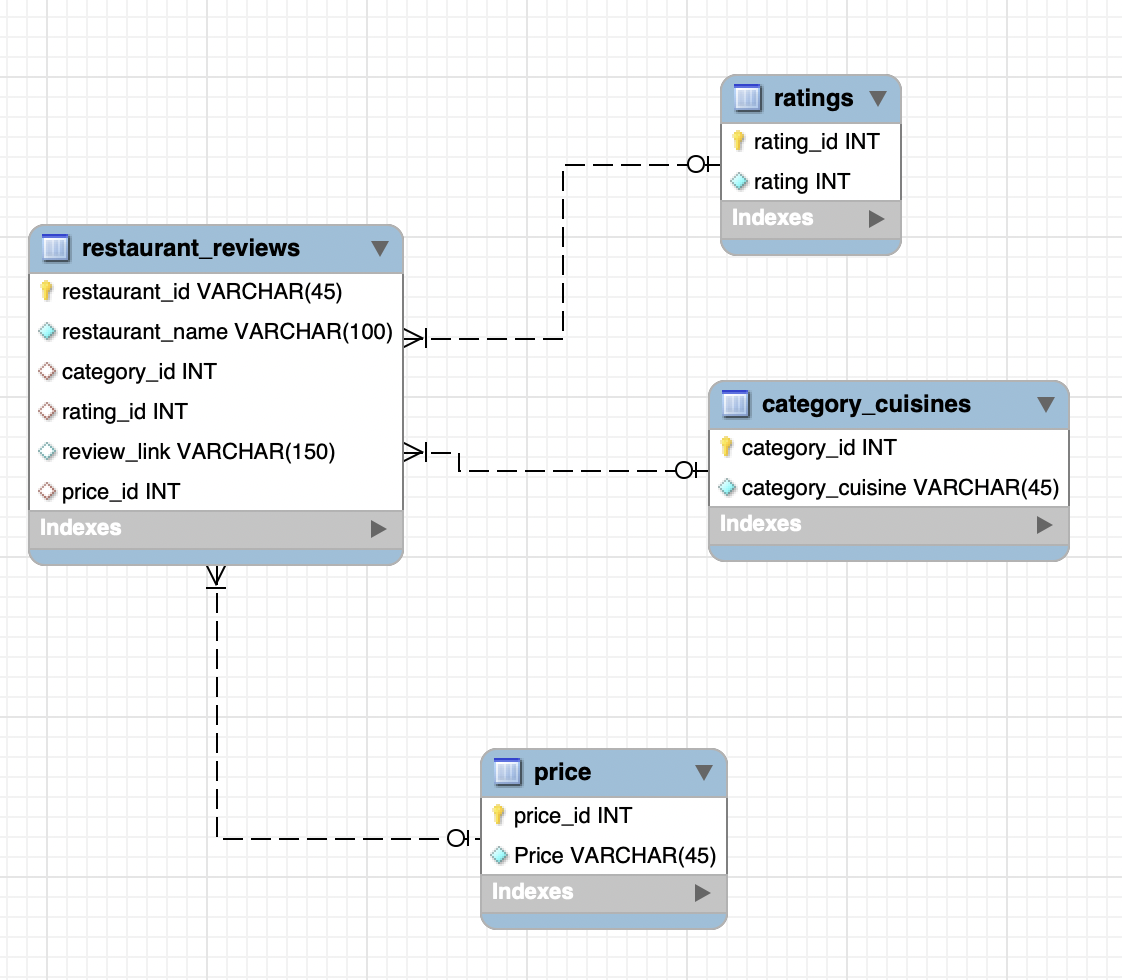 ratings
rating_id INT
rating INT
Indexes
restaurant_reviews
restaurant_id VARCHAR(45)
restaurant_name VARCHAR(100)
category_id INT
rating_id INT
review_link VARCHAR(150)
price_id INT
Indexes
category_cuisines
category_id INT
category_cuisine VARCHAR(45)
Indexes
price
price_id INT
Price VARCHAR(45)
Indexes